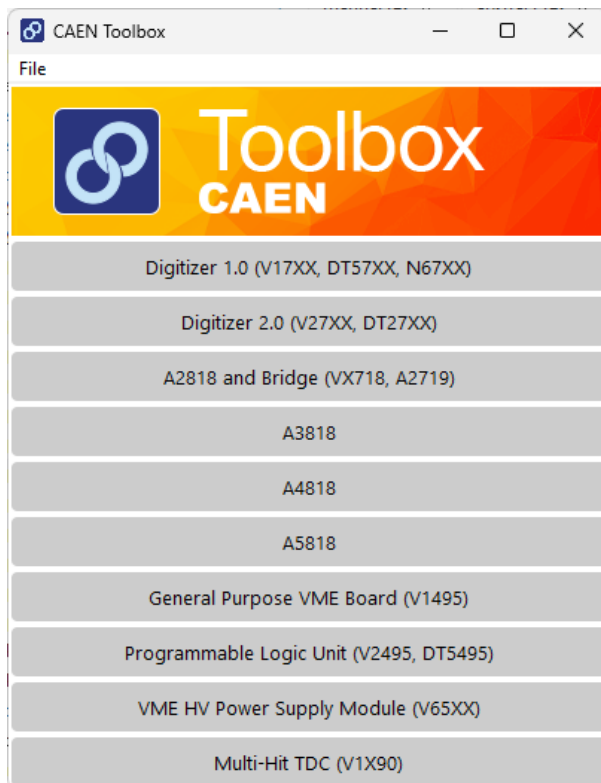 CAEN Toolbox
File
Toolbox
CAEN
Digitizer 1.0 (V17XX, DT57XX, N67XX)
Digitizer 2.0 (V27XX, DT27XX)
A2818 and Bridge (VX718, A2719)
A3818
A4818
A5818
General Purpose VME Board (V1495)
Programmable Logic Unit (V2495, DT5495)
VME HV Power Supply Module (V65XX)
Multi-Hit TDC (V1X90)